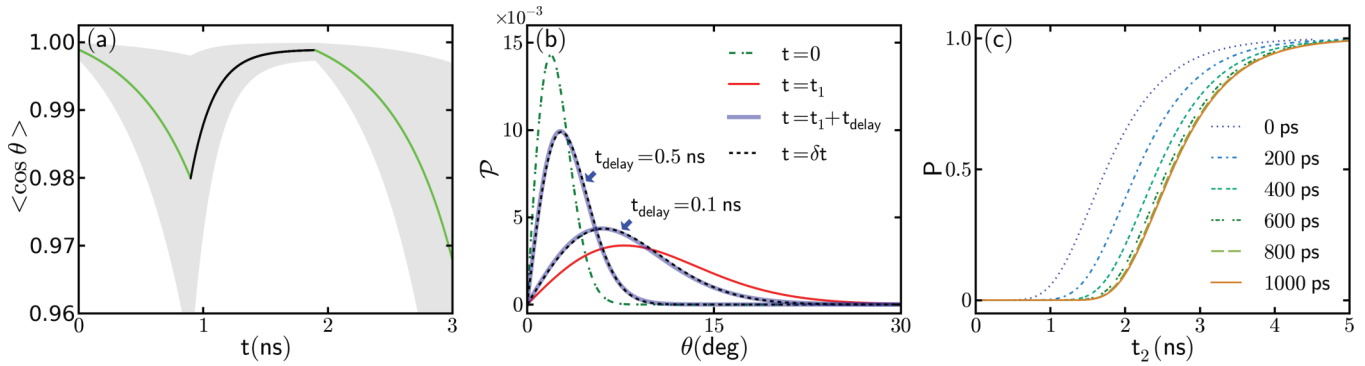 (a)
1.00
0.99
0.98
0.97
0.96
<cos θ>
0
1
2
3
t(ns)
×10⁻³
(b)
15
10
5
0
𝒫
t=0
t=t₁
t=t₁+t_delay
t=δt
t_delay=0.5 ns
t_delay=0.1 ns
0
15
30
θ(deg)
(c)
1.0
0.5
0
P
0 ps
200 ps
400 ps
600 ps
800 ps
1000 ps
0
1
2
3
4
5
t₂(ns)